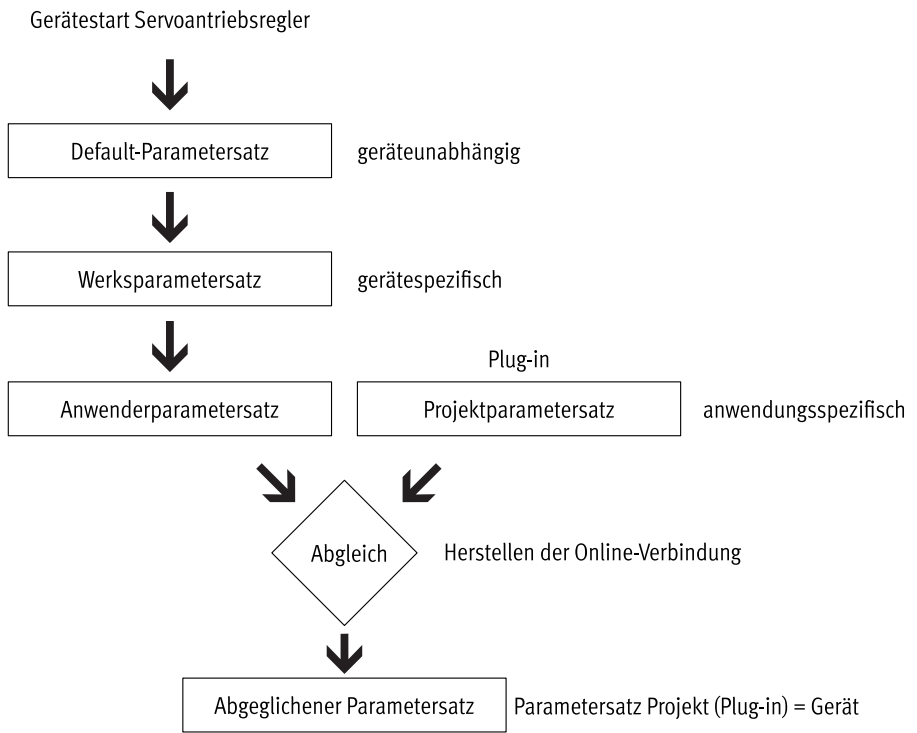 Gerätestart Servoantriebsregler
Default-Parametersatz
geräteunabhängig
Werksparametersatz
gerätespezifisch
Plug-in
Anwenderparametersatz
Projektparametersatz
anwendungsspezifisch
Abgleich
Herstellen der Online-Verbindung
Abgeglichener Parametersatz
Parametersatz Projekt (Plug-in) = Gerät